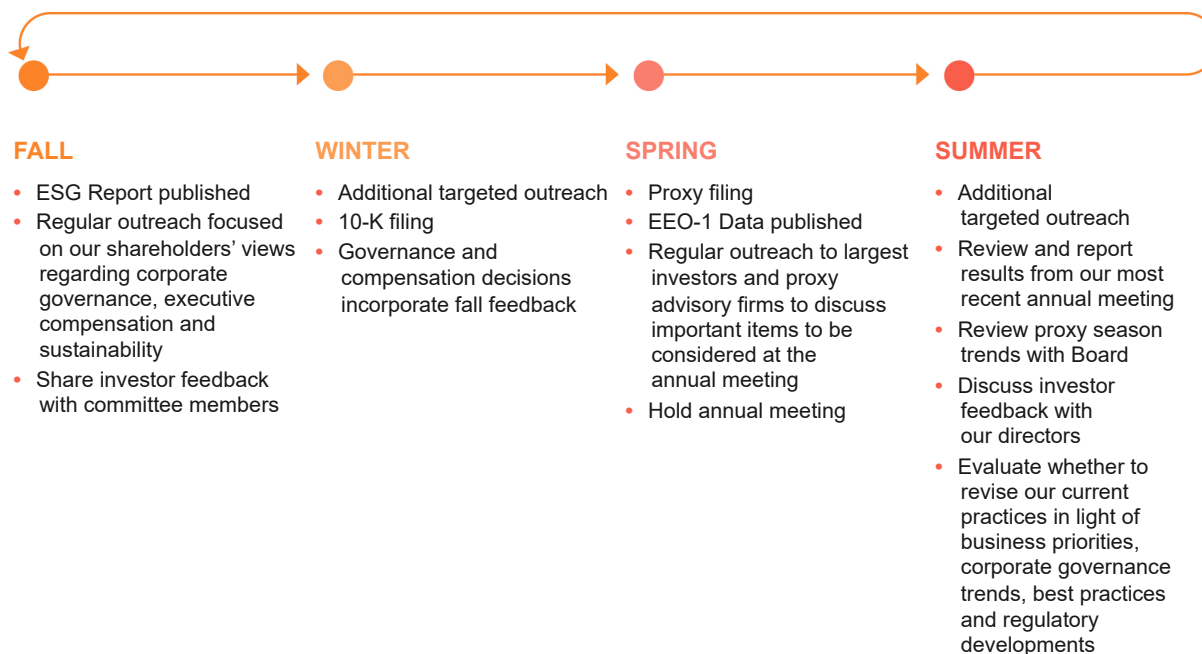 FALL
• ESG Report published
• Regular outreach focused
on our shareholders’ views
regarding corporate
governance, executive
compensation and
sustainability
• Share investor feedback
with committee members
WINTER
• Additional targeted outreach
• 10-K filing
• Governance and
compensation decisions
incorporate fall feedback
SPRING
• Proxy filing
• EEO-1 Data published
• Regular outreach to largest
investors and proxy
advisory firms to discuss
important items to be
considered at the
annual meeting
• Hold annual meeting
SUMMER
• Additional
targeted outreach
• Review and report
results from our most
recent annual meeting
• Review proxy season
trends with Board
• Discuss investor
feedback with
our directors
• Evaluate whether to
revise our current
practices in light of
business priorities,
corporate governance
trends, best practices
and regulatory
developments